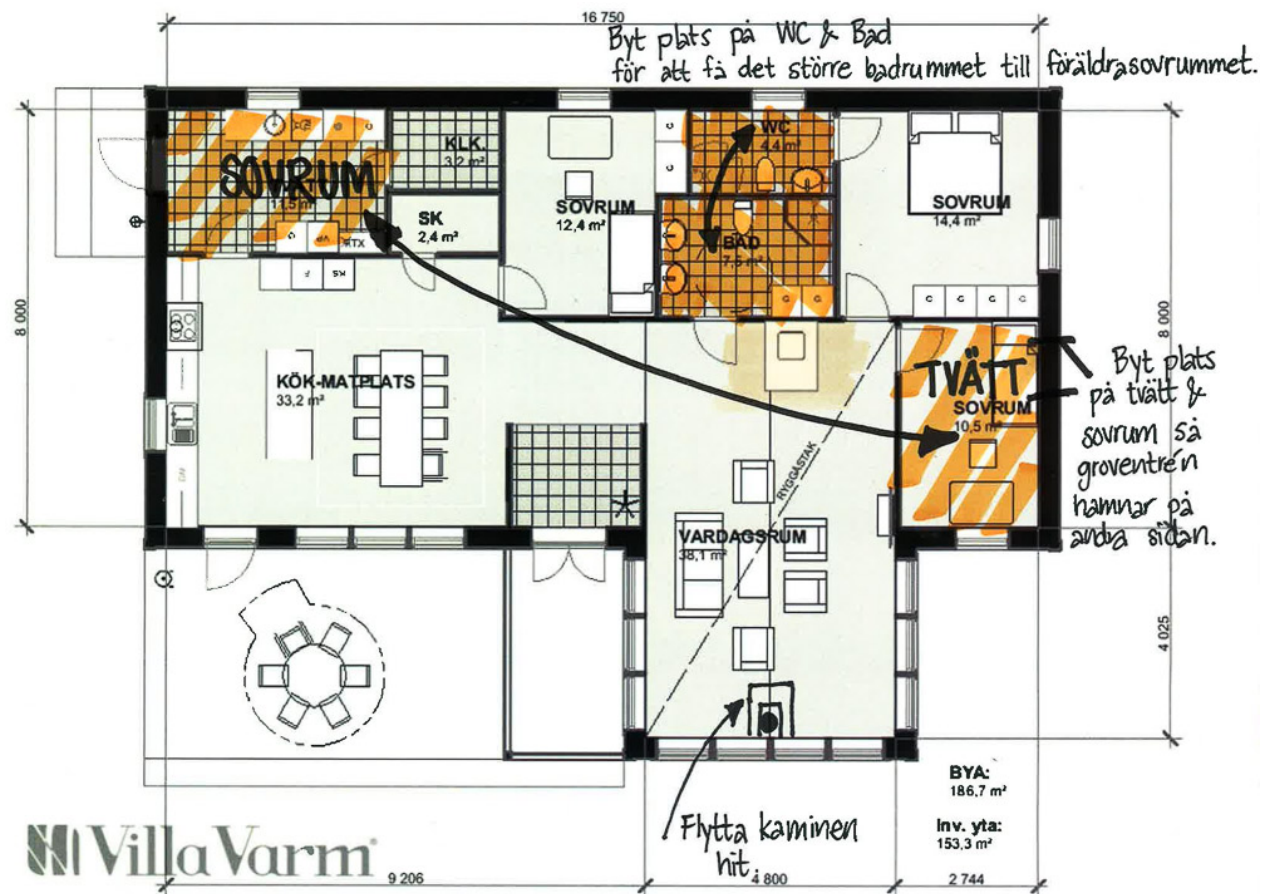 16 750
Byt plats på WC & Bad
för att få det större badrummet till föräldrasovrummet.
WC
4,4 m²
KLK.
3,2 m²
SOVRUM
11,5 m²
SK
2,4 m²
SOVRUM
12,4 m²
BAD
7,5 m²
SOVRUM
14,4 m²
8 000
8 000
KÖK-MATPLATS
33,2 m²
TVÄTT
SOVRUM
10,5 m²
Byt plats
på tvätt &
sovrum så
groventrén
hamnar på
andra sidan.
RYGGÅSTAK
VARDAGSRUM
38,1 m²
4 025
BYA:
186,7 m²
Inv. yta:
153,3 m²
Flytta kaminen
hit.
Villa Varm
9 206
4 800
2 744